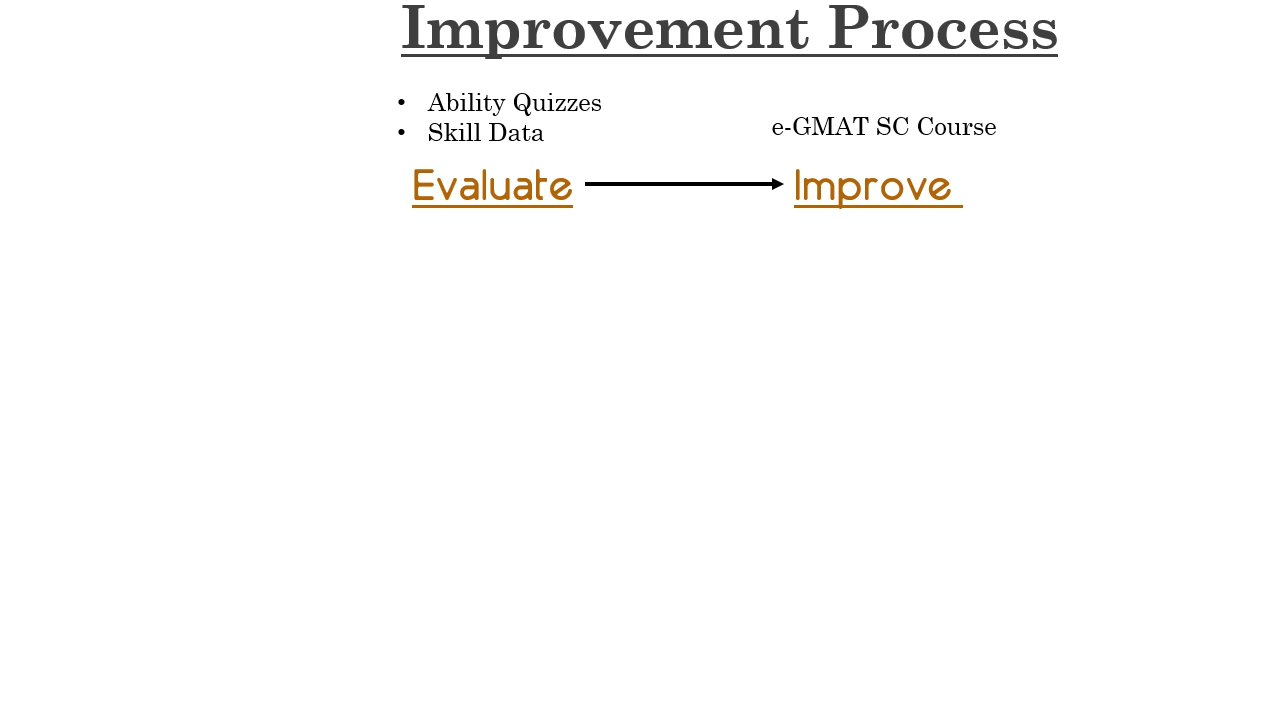 Improvement Process
• Ability Quizzes
• Skill Data
e-GMAT SC Course
Evaluate
Improve